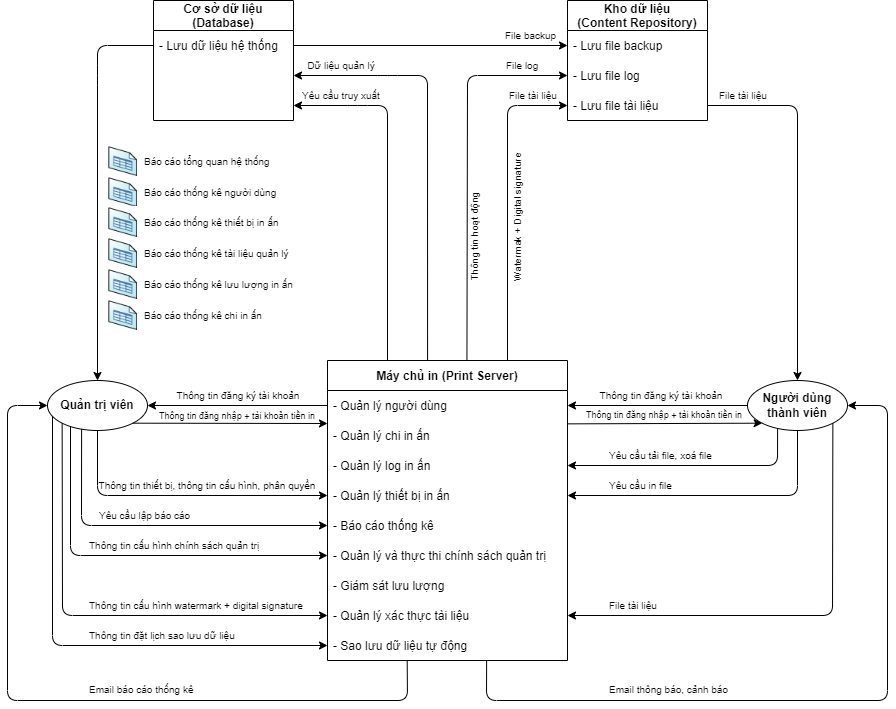 Cơ sở dữ liệu
(Database)
- Lưu dữ liệu hệ thống
Kho dữ liệu
(Content Repository)
- Lưu file backup
- Lưu file log
- Lưu file tài liệu
File backup
Dữ liệu quản lý
File log
Yêu cầu truy xuất
File tài liệu
File tài liệu
Báo cáo tổng quan hệ thống
Báo cáo thống kê người dùng
Báo cáo thống kê thiết bị in ấn
Báo cáo thống kê tài liệu quản lý
Báo cáo thống kê lưu lượng in ấn
Báo cáo thống kê chi in ấn
Thông tin hoạt động
Watermak + Digital signature
Quản trị viên
Máy chủ in (Print Server)
- Quản lý người dùng
- Quản lý chi in ấn
- Quản lý log in ấn
- Quản lý thiết bị in ấn
- Báo cáo thống kê
- Quản lý và thực thi chính sách quản trị
- Giám sát lưu lượng
- Quản lý xác thực tài liệu
- Sao lưu dữ liệu tự động
Người dùng
thành viên
Thông tin đăng ký tài khoản
Thông tin đăng nhập + tài khoản tiền in
Thông tin thiết bị, thông tin cấu hình, phân quyền
Yêu cầu lập báo cáo
Thông tin cấu hình chính sách quản trị
Thông tin cấu hình watermark + digital signature
Thông tin đặt lịch sao lưu dữ liệu
Email báo cáo thống kê
Thông tin đăng ký tài khoản
Thông tin đăng nhập + tài khoản tiền in
Yêu cầu tải file, xoá file
Yêu cầu in file
File tài liệu
Email thông báo, cảnh báo